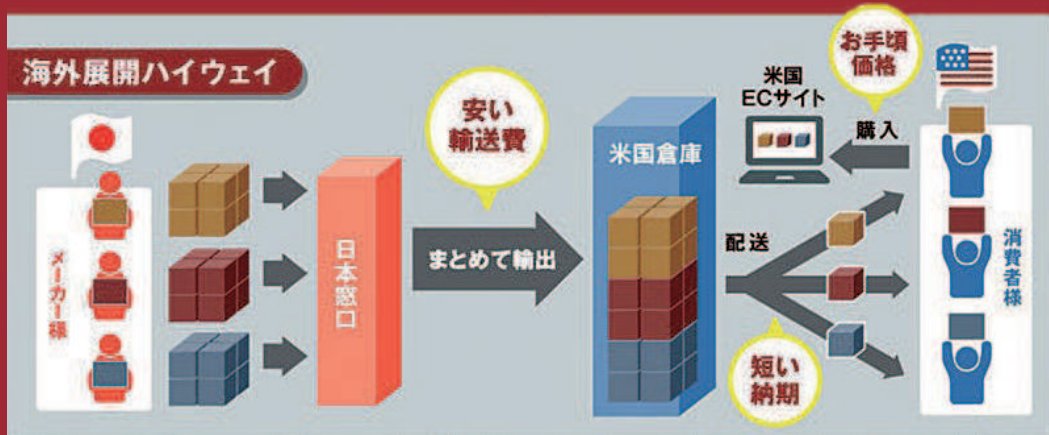 海外展開ハイウェイ
メーカー様
日本窓口
安い
輸送費
まとめて輸出
米国倉庫
米国
ECサイト
お手頃
価格
購入
配送
短い
納期
消費者様